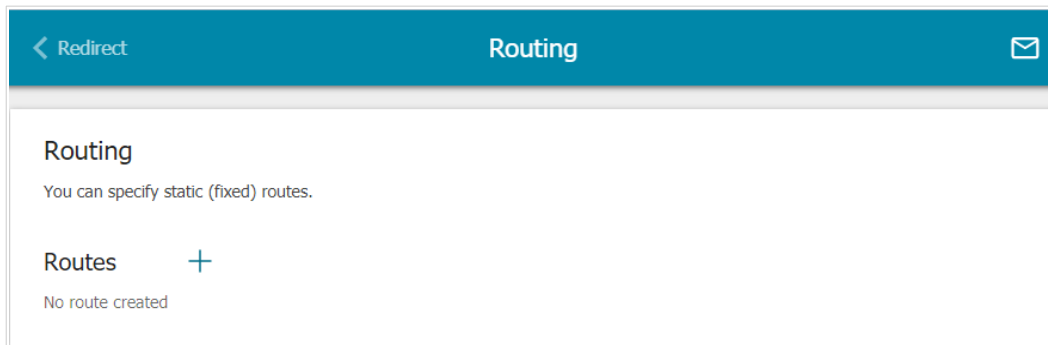 Redirect
Routing
Routing
You can specify static (fixed) routes.
Routes
No route created